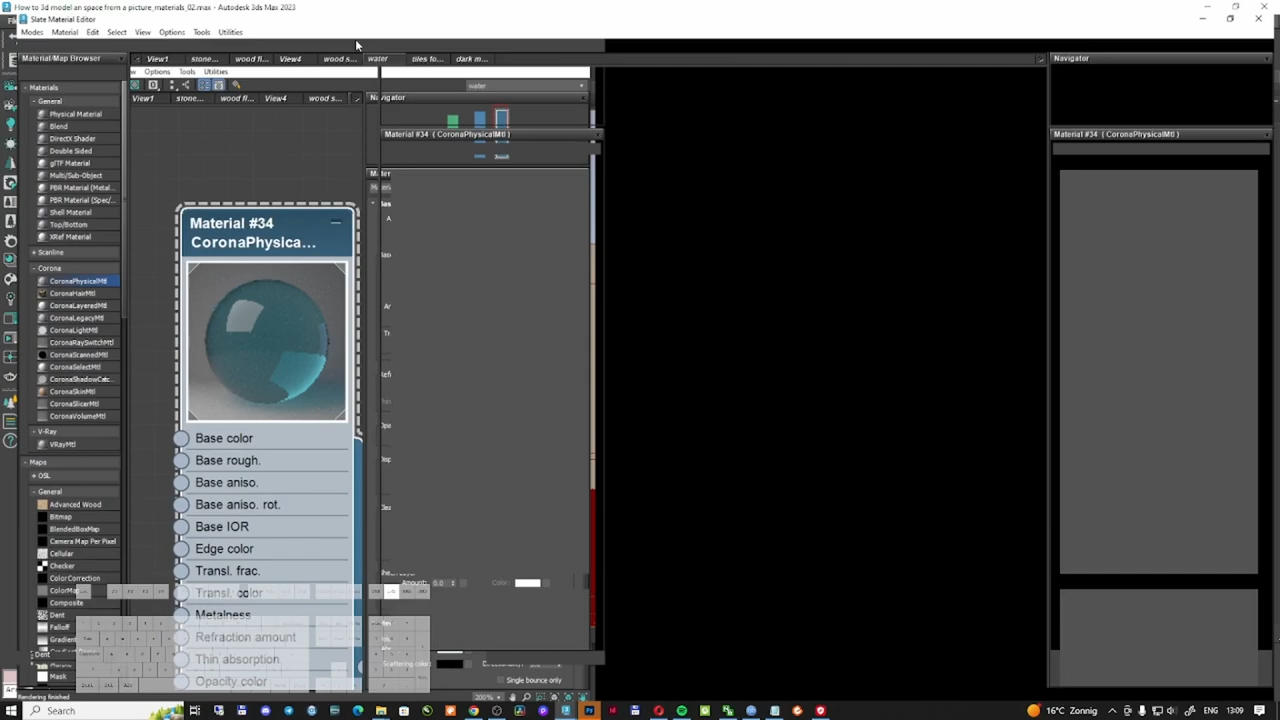 How to 3d model an space from a picture_materials_02.max - Autodesk 3ds Max 2023
Slate Material Editor
Modes Material Edit Select View Options Tools Utilities
Material/Map Browser
View1 stone... wood fl... View4 wood s... water tiles fo... dark m...
Navigator
Options Tools Utilities
water
View1 stone... wood fl... View4 wood s...
Navigator
Material #34 ( CoronaPhysicalMtl )
Material #34 ( CoronaPhysicalMtl )
Materials
General
Physical Material
Blend
DirectX Shader
Double Sided
glTF Material
Multi/Sub-Object
PBR Material (Metal...
PBR Material (Spec/...
Shell Material
Top/Bottom
XRef Material
+ Scanline
- Corona
CoronaPhysicalMtl
CoronaHairMtl
CoronaLayeredMtl
CoronaLegacyMtl
CoronaLightMtl
CoronaRaySwitchMtl
CoronaScannedMtl
CoronaSelectMtl
CoronaShadowCatc...
CoronaSkinMtl
CoronaSlicerMtl
CoronaVolumeMtl
- V-Ray
VRayMtl
- Maps
+ OSL
- General
Advanced Wood
Bitmap
BlendedBoxMap
Camera Map Per Pixel
Cellular
Checker
ColorCorrection
Composite
Dent
Falloff
Mask
Material #34
CoronaPhysica...
Base color
Base rough.
Base aniso.
Base aniso. rot.
Base IOR
Edge color
Transl. frac.
Transl. color
Metalness
Refraction amount
Thin absorption
Opacity color
Amount: 0.0 Color:
Scattering color:
Single bounce only
200%
Rendering finished
Search
16°C Zonnig
ENG 13:09